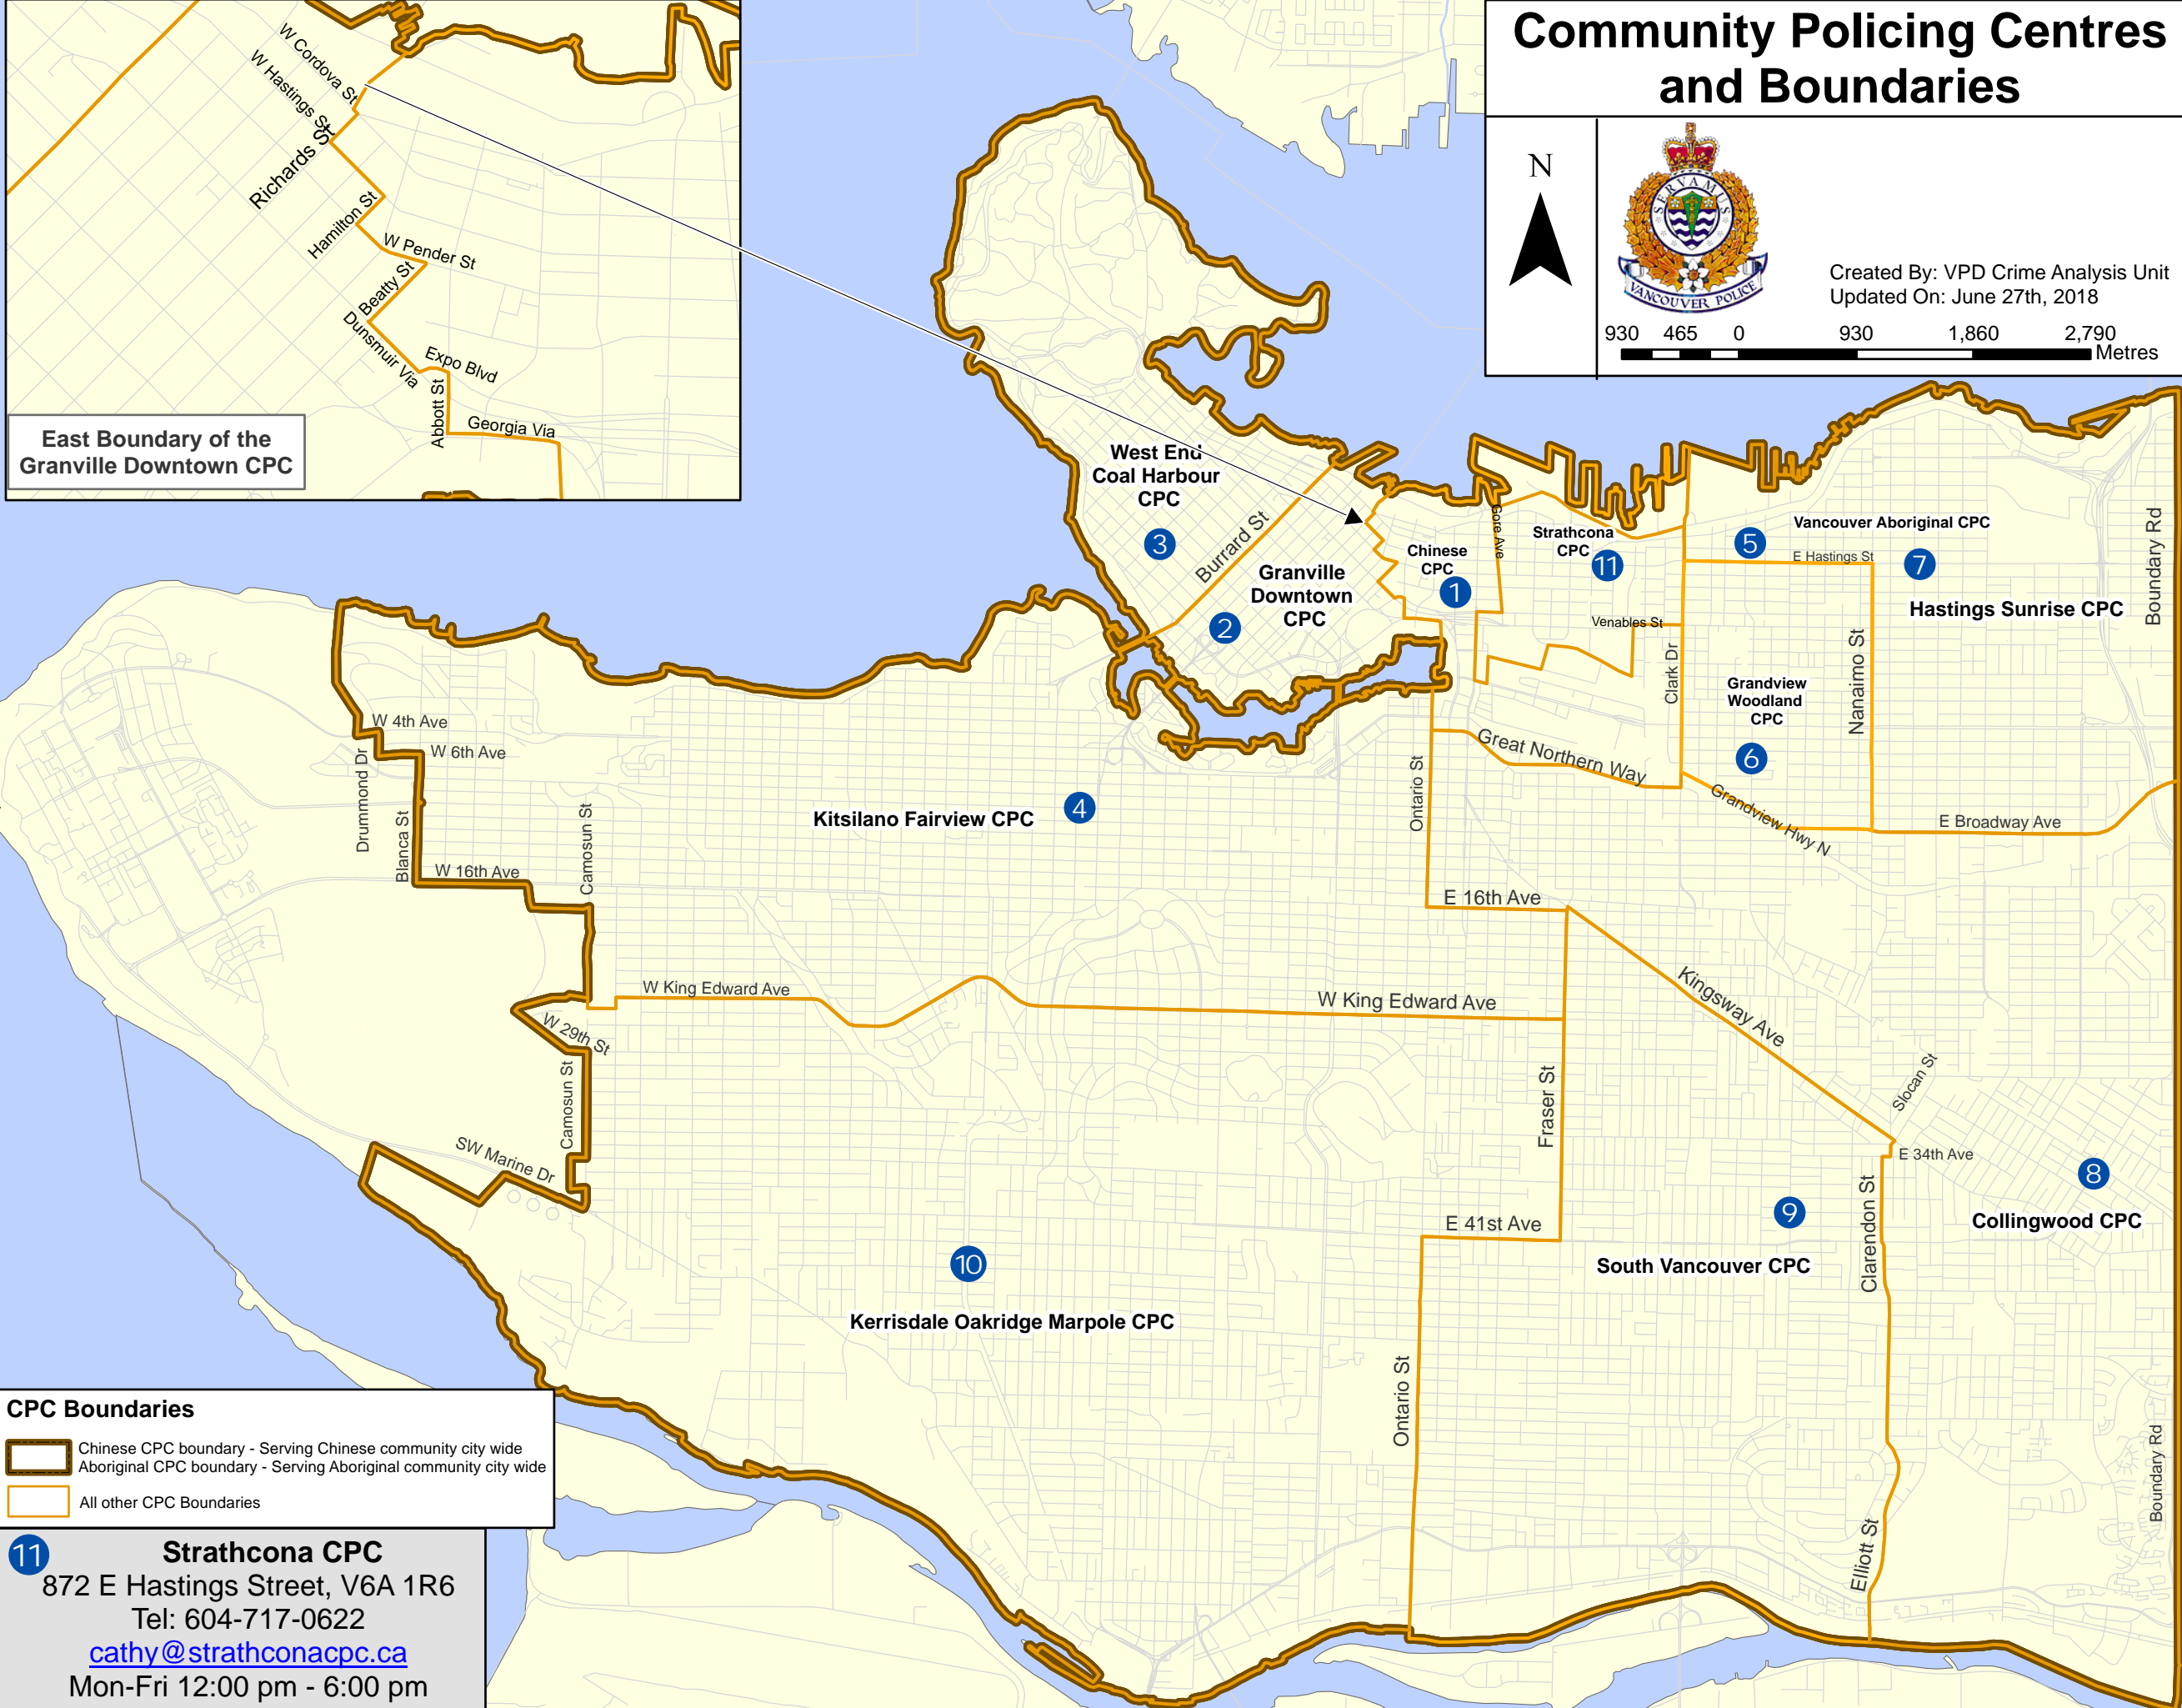 Community Policing Centres
and Boundaries
N
SERVAMUS
VANCOUVER POLICE
Created By: VPD Crime Analysis Unit
Updated On: June 27th, 2018
930 465 0 930 1,860 2,790
Metres
W Cordova St
W Hastings St
Richards St
Hamilton St
W Pender St
Beatty St
Dunsmuir Via
Expo Blvd
Abbott St
Georgia Via
East Boundary of the
Granville Downtown CPC
West End
Coal Harbour
CPC
3
Burrard St
Granville
Downtown
CPC
2
Chinese
CPC
1
Gore Ave
Strathcona
CPC
11
Venables St
Clark Dr
5
Vancouver Aboriginal CPC
E Hastings St
7
Hastings Sunrise CPC
Boundary Rd
Nanaimo St
Grandview
Woodland
CPC
6
Grandview Hwy N
E Broadway Ave
Great Northern Way
Ontario St
E 16th Ave
W 4th Ave
W 6th Ave
Drummond Dr
Blanca St
W 16th Ave
Camosun St
Kitsilano Fairview CPC
4
W King Edward Ave
W King Edward Ave
W 29th St
Camosun St
SW Marine Dr
Kingsway Ave
Slocan St
E 34th Ave
Fraser St
E 41st Ave
Clarendon St
8
Collingwood CPC
9
South Vancouver CPC
10
Kerrisdale Oakridge Marpole CPC
Ontario St
Elliott St
Boundary Rd
CPC Boundaries
Chinese CPC boundary - Serving Chinese community city wide
Aboriginal CPC boundary - Serving Aboriginal community city wide
All other CPC Boundaries
11
Strathcona CPC
872 E Hastings Street, V6A 1R6
Tel: 604-717-0622
cathy@strathconacpc.ca
Mon-Fri 12:00 pm - 6:00 pm